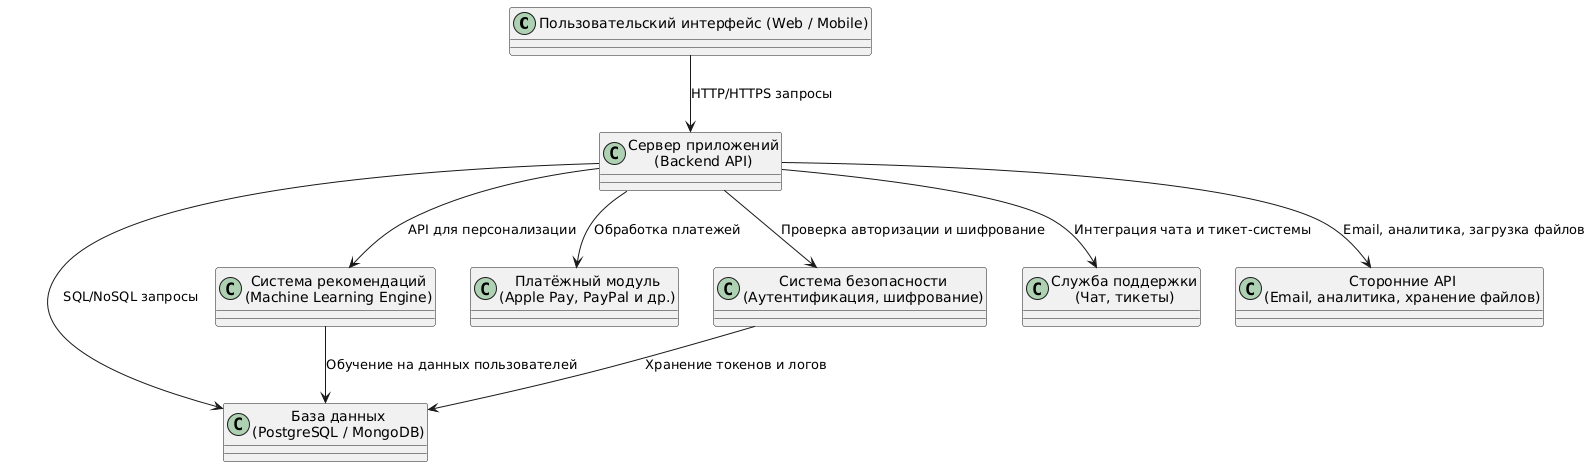 C Пользовательский интерфейс (Web / Mobile)
HTTP/HTTPS запросы
C Сервер приложений
(Backend API)
API для персонализации
Обработка платежей
Проверка авторизации и шифрование
Интеграция чата и тикет-системы
Email, аналитика, загрузка файлов
SQL/NoSQL запросы
C Система рекомендаций
(Machine Learning Engine)
C Платёжный модуль
(Apple Pay, PayPal и др.)
C Система безопасности
(Аутентификация, шифрование)
C Служба поддержки
(Чат, тикеты)
C Сторонние API
(Email, аналитика, хранение файлов)
Обучение на данных пользователей
Хранение токенов и логов
C База данных
(PostgreSQL / MongoDB)